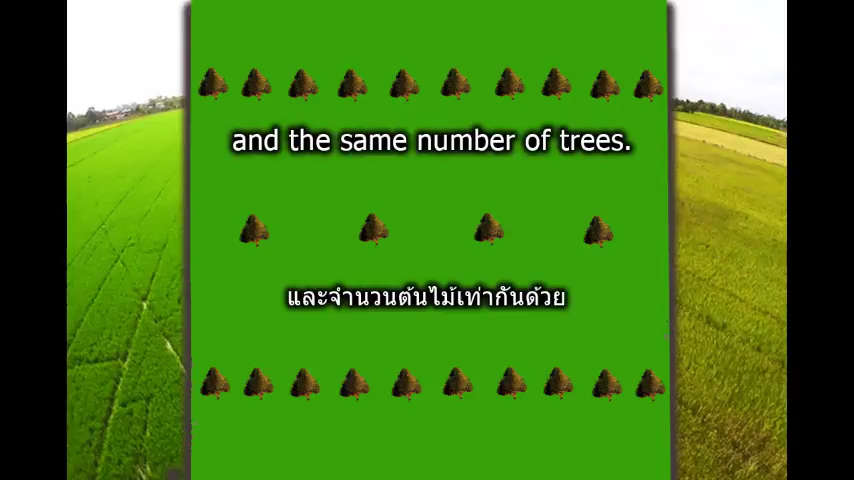 and the same number of trees.
และจำนวนต้นไม้เท่ากันด้วย